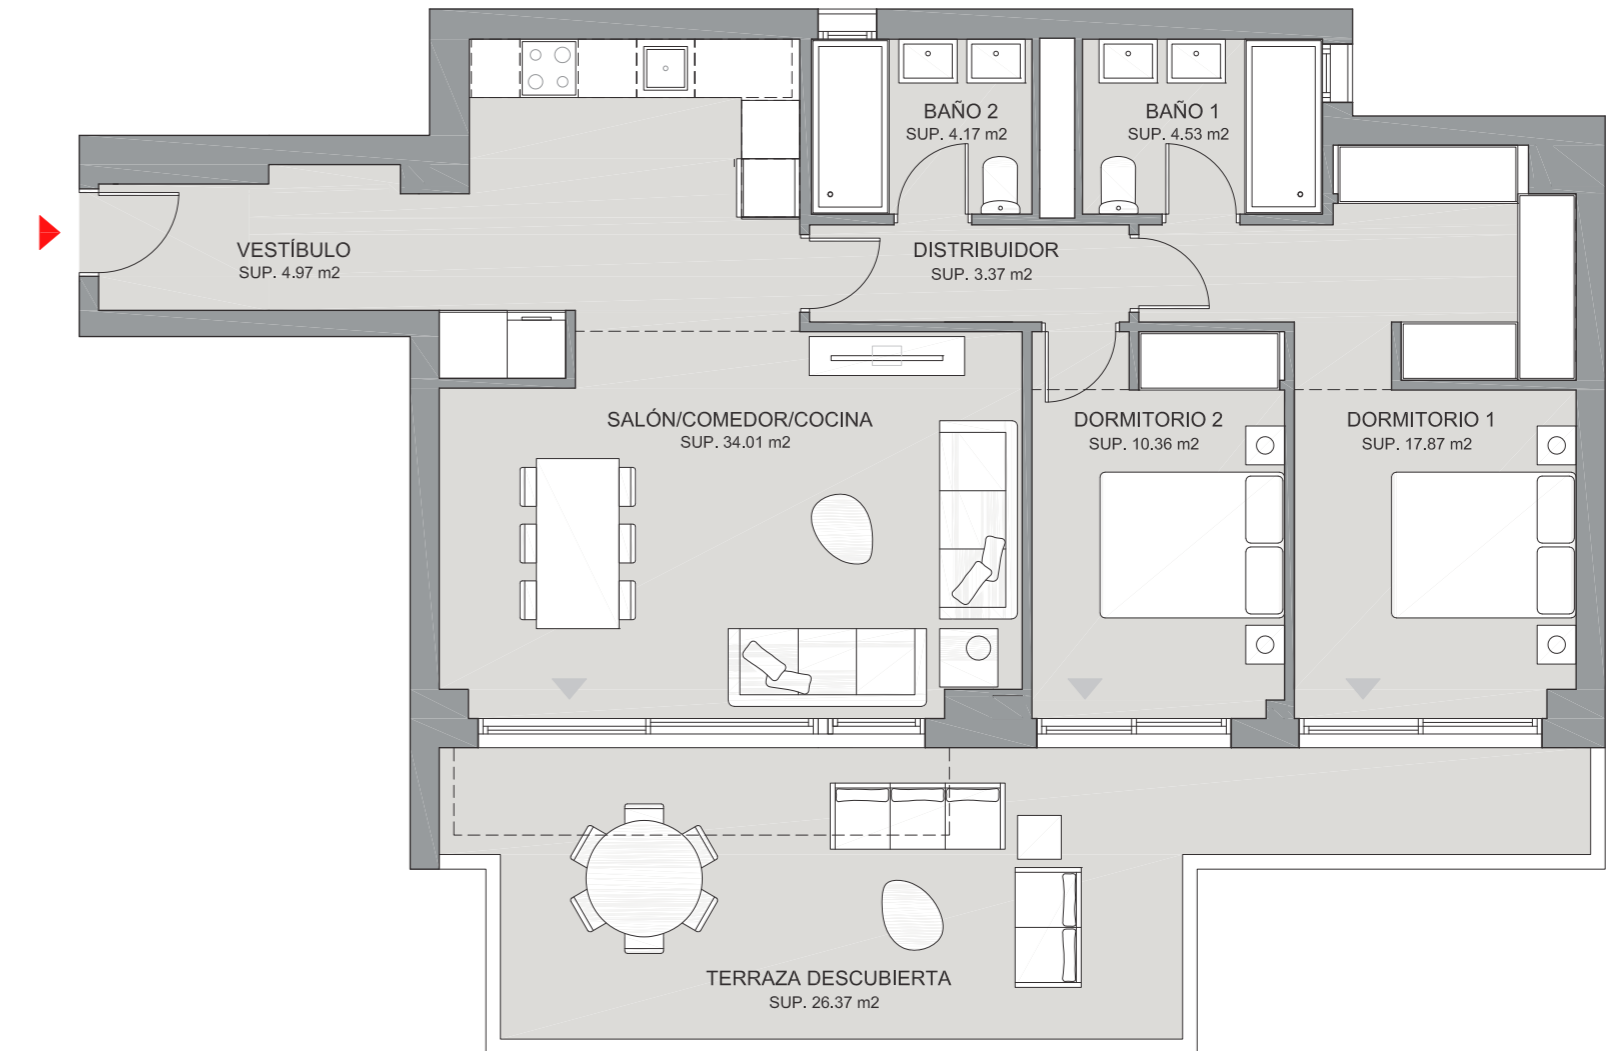 BAÑO 2
SUP. 4.17 m2
BAÑO 1
SUP. 4.53 m2
VESTÍBULO
SUP. 4.97 m2
DISTRIBUIDOR
SUP. 3.37 m2
SALÓN/COMEDOR/COCINA
SUP. 34.01 m2
DORMITORIO 2
SUP. 10.36 m2
DORMITORIO 1
SUP. 17.87 m2
TERRAZA DESCUBIERTA
SUP. 26.37 m2